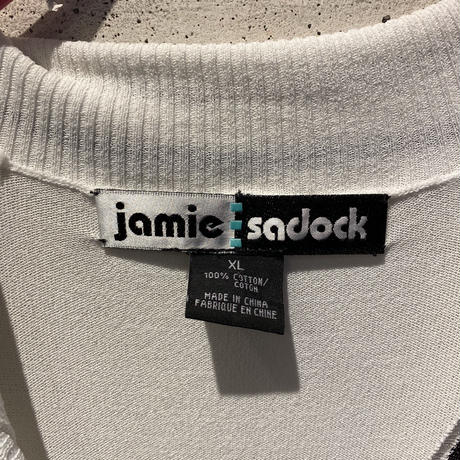 jamie sadock
XL
100% COTTON/
COTON
MADE IN CHINA
FABRIQUE EN CHINE